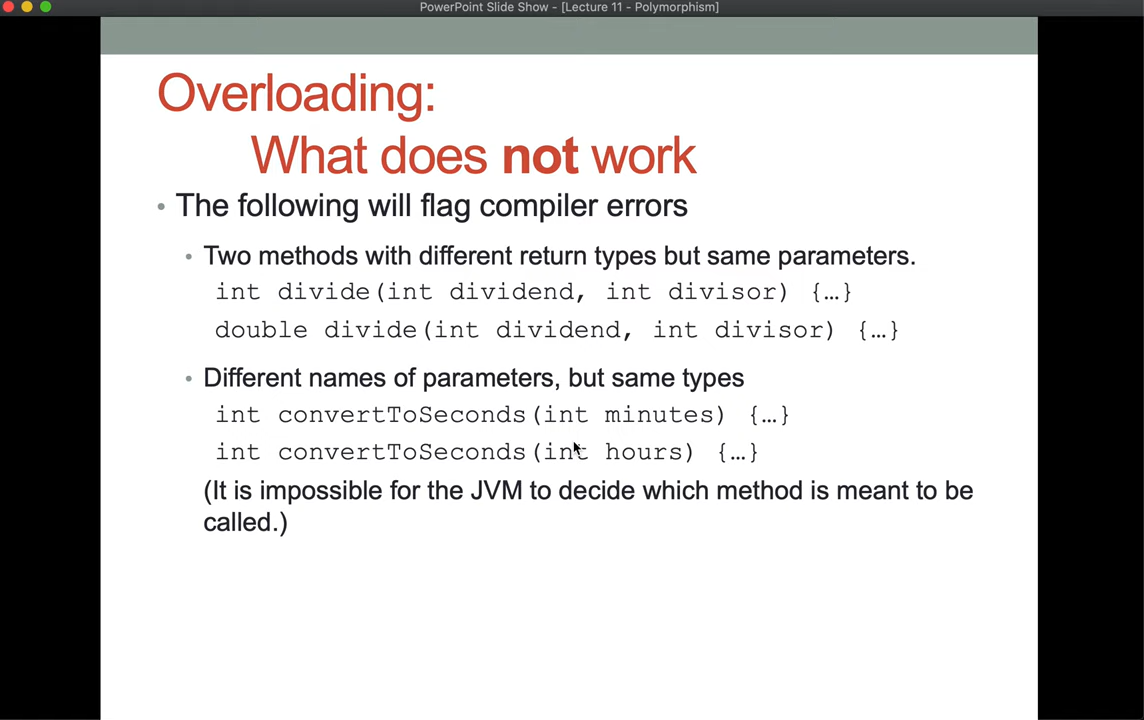 PowerPoint Slide Show - [Lecture 11 - Polymorphism]
Overloading:
What does not work
• The following will flag compiler errors
• Two methods with different return types but same parameters.
int divide(int dividend, int divisor) {…}
double divide(int dividend, int divisor) {…}
• Different names of parameters, but same types
int convertToSeconds(int minutes) {…}
int convertToSeconds(int hours) {…}
(It is impossible for the JVM to decide which method is meant to be
called.)